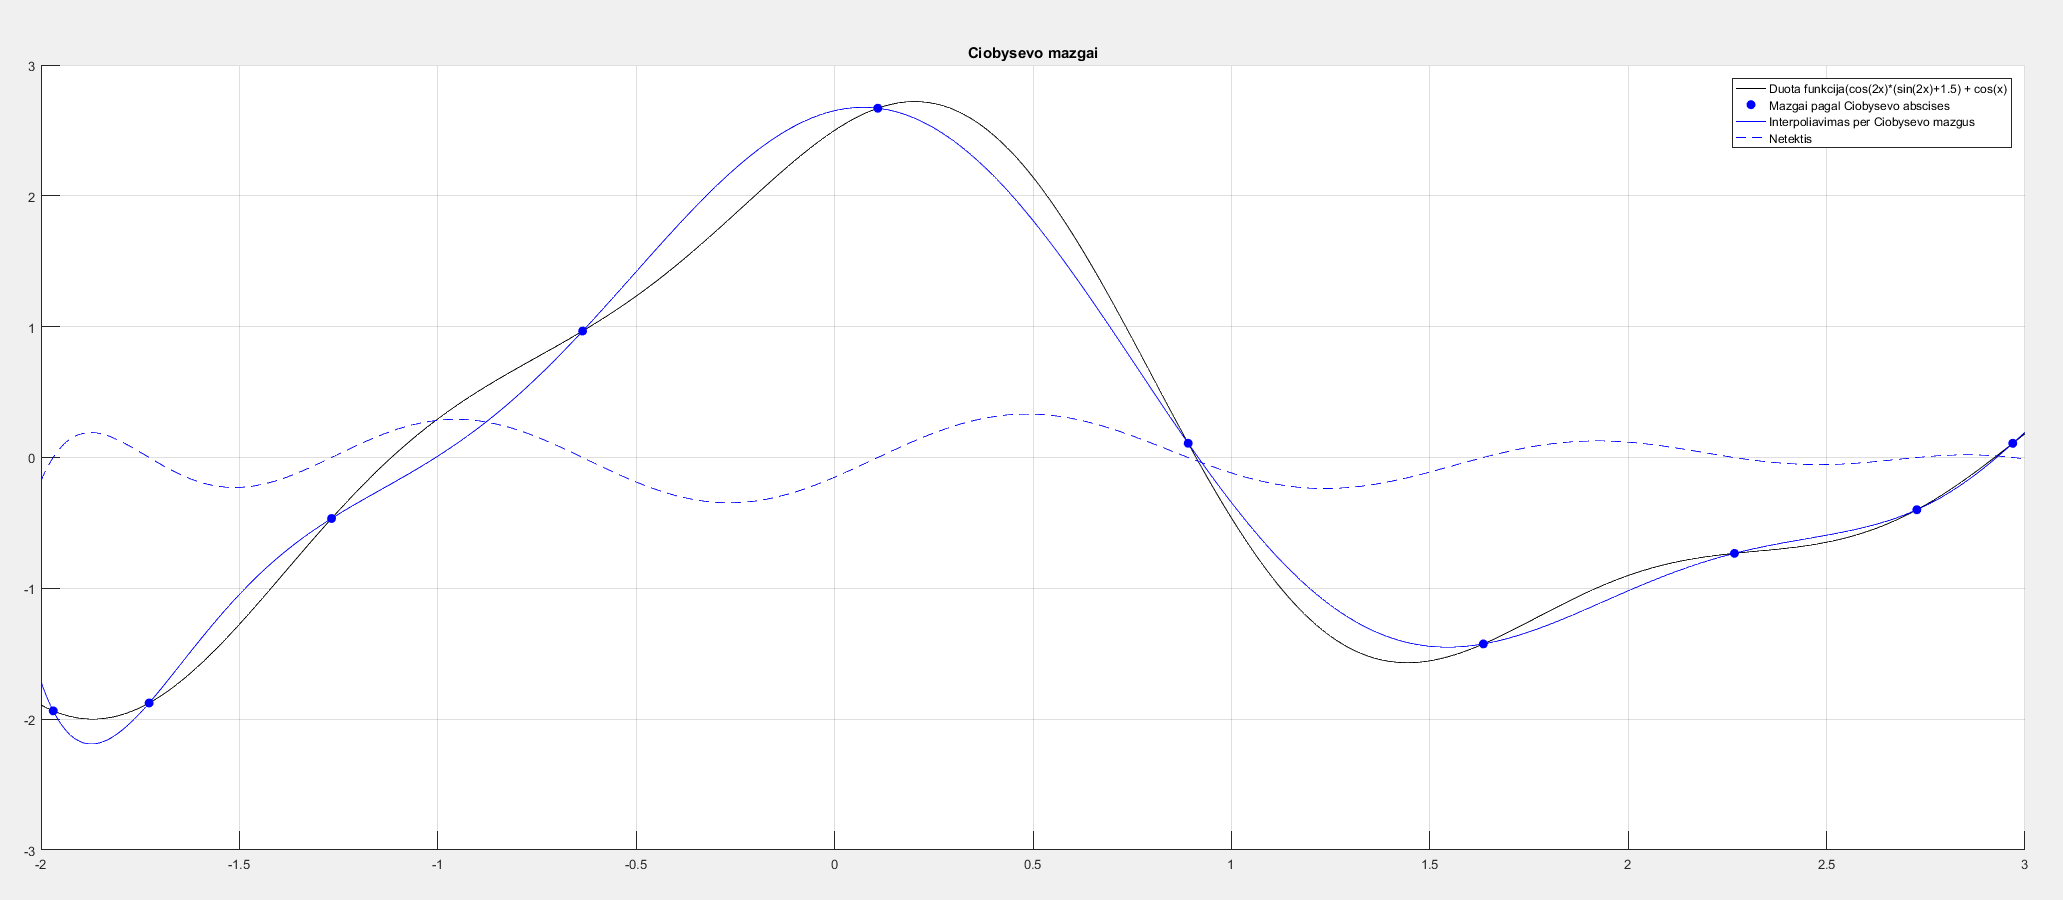 Ciobysevo mazgai
Duota funkcija(cos(2x)*(sin(2x)+1.5) + cos(x)
Mazgai pagal Ciobysevo abscises
Interpoliavimas per Ciobysevo mazgus
Netektis
3
2
1
0
-1
-2
-3
-2 -1.5 -1 -0.5 0 0.5 1 1.5 2 2.5 3